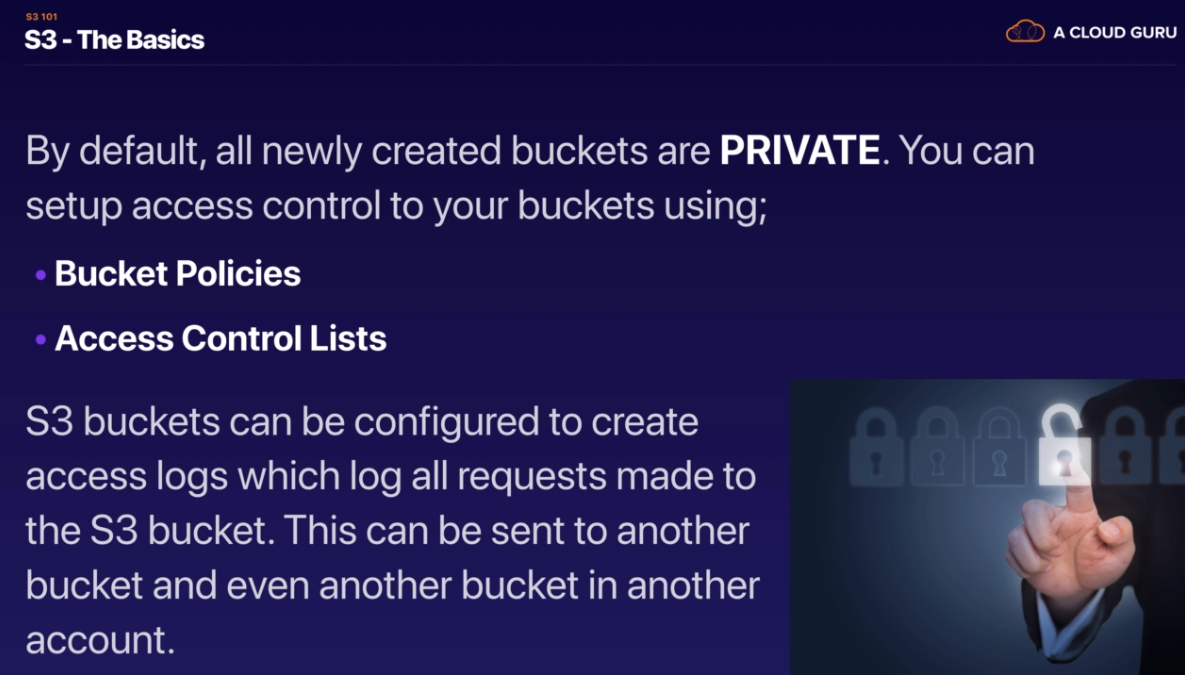 S3 101
S3 - The Basics
A CLOUD GURU
By default, all newly created buckets are PRIVATE. You can
setup access control to your buckets using;
• Bucket Policies
• Access Control Lists
S3 buckets can be configured to create
access logs which log all requests made to
the S3 bucket. This can be sent to another
bucket and even another bucket in another
account.